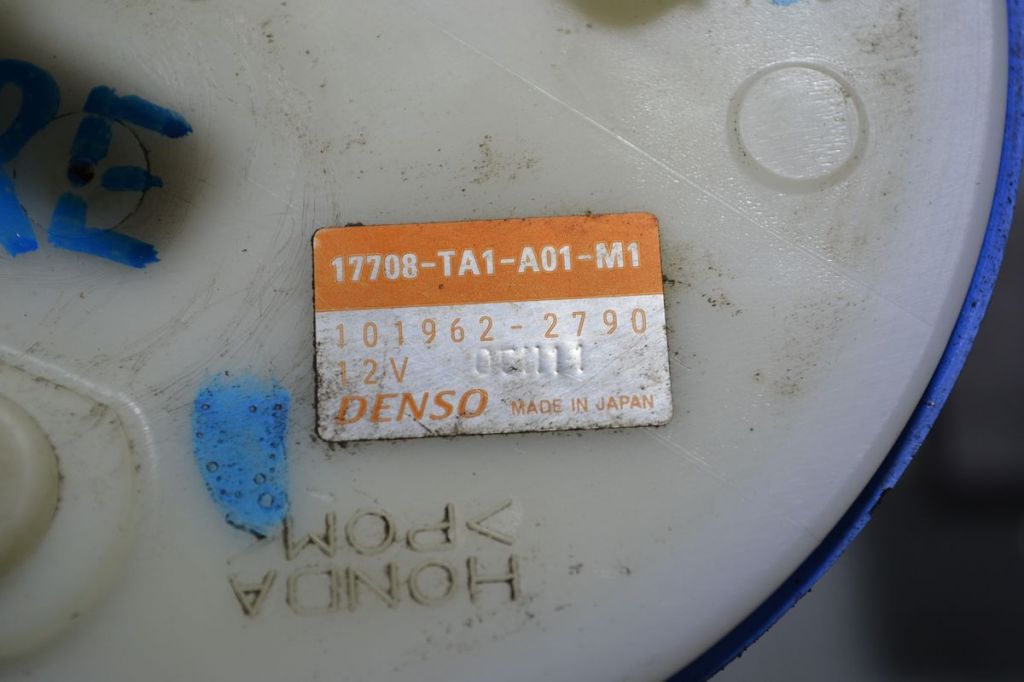 17708-TA1-A01-M1
101962-2790
12V
DENSO MADE IN JAPAN
>POM<
HONDA